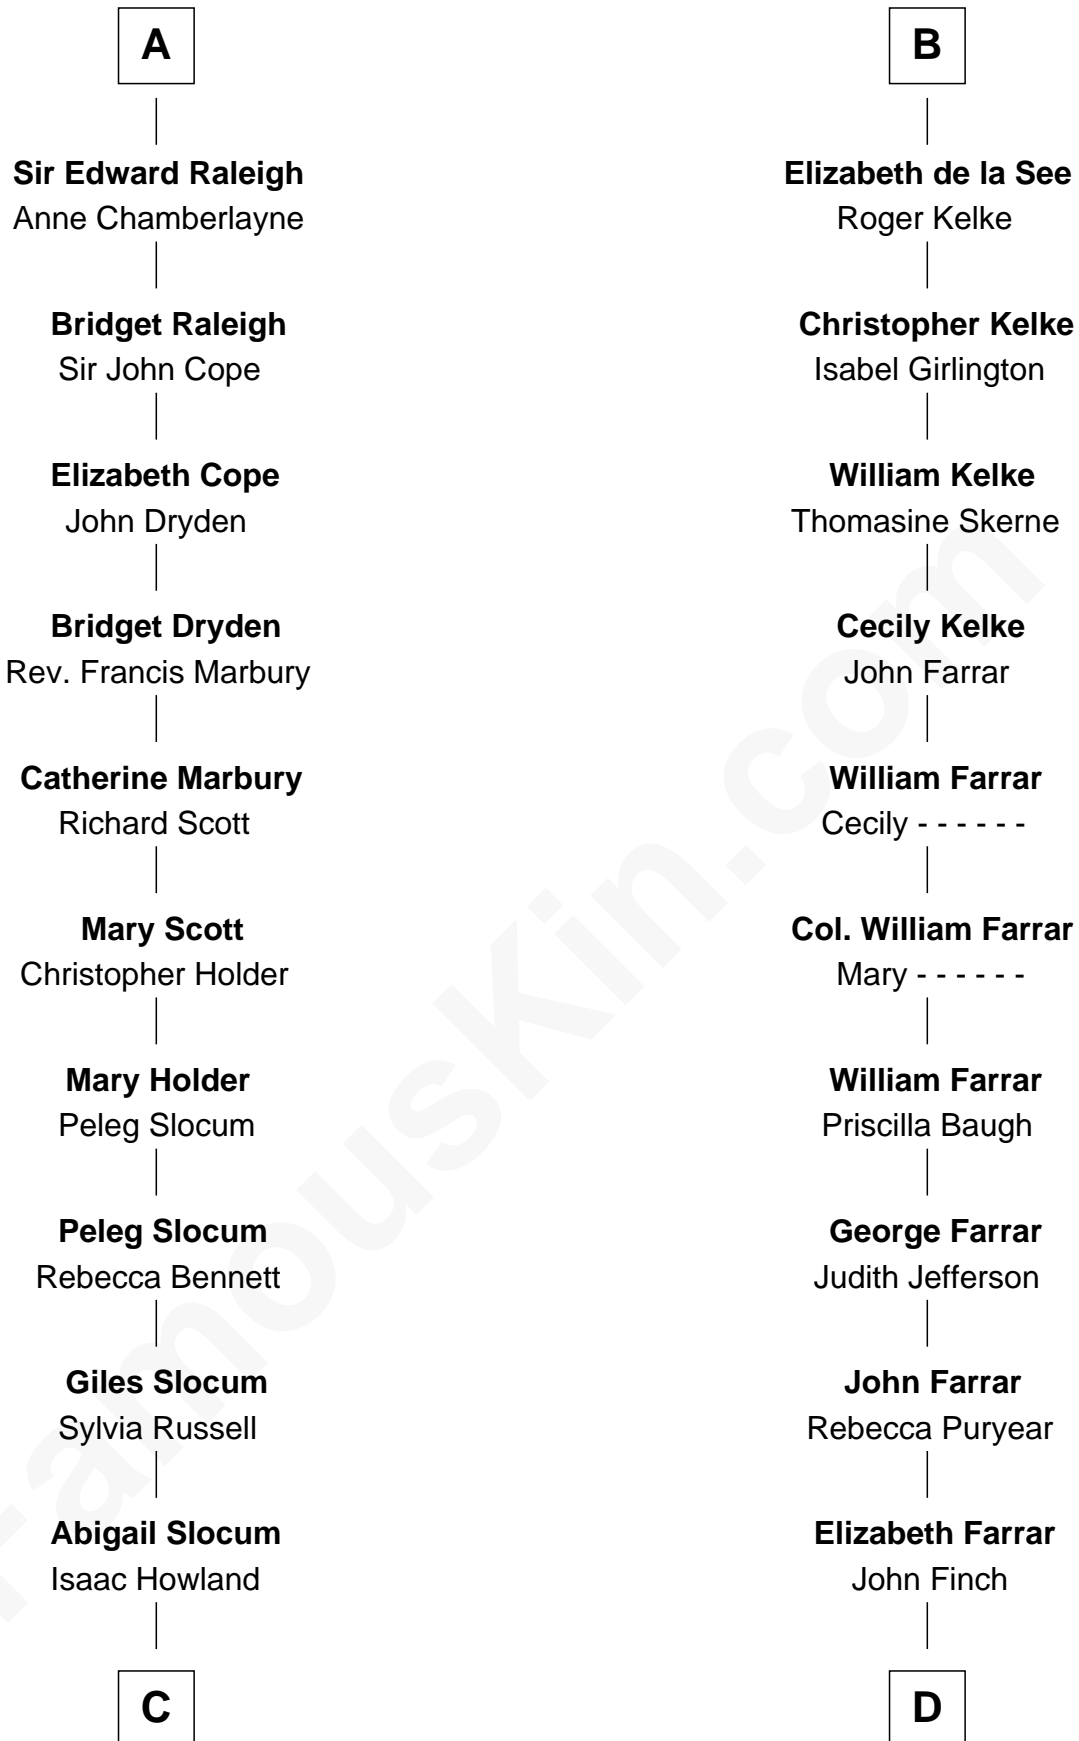 A
Sir Edward Raleigh
Anne Chamberlayne
Bridget Raleigh
Sir John Cope
Elizabeth Cope
John Dryden
Bridget Dryden
Rev. Francis Marbury
Catherine Marbury
Richard Scott
Mary Scott
Christopher Holder
Mary Holder
Peleg Slocum
Peleg Slocum
Rebecca Bennett
Giles Slocum
Sylvia Russell
Abigail Slocum
Isaac Howland
C
B
Elizabeth de la See
Roger Kelke
Christopher Kelke
Isabel Girlington
William Kelke
Thomasine Skerne
Cecily Kelke
John Farrar
William Farrar
Cecily - - - - - -
Col. William Farrar
Mary - - - - - -
William Farrar
Priscilla Baugh
George Farrar
Judith Jefferson
John Farrar
Rebecca Puryear
Elizabeth Farrar
John Finch
D
FamousKin.com